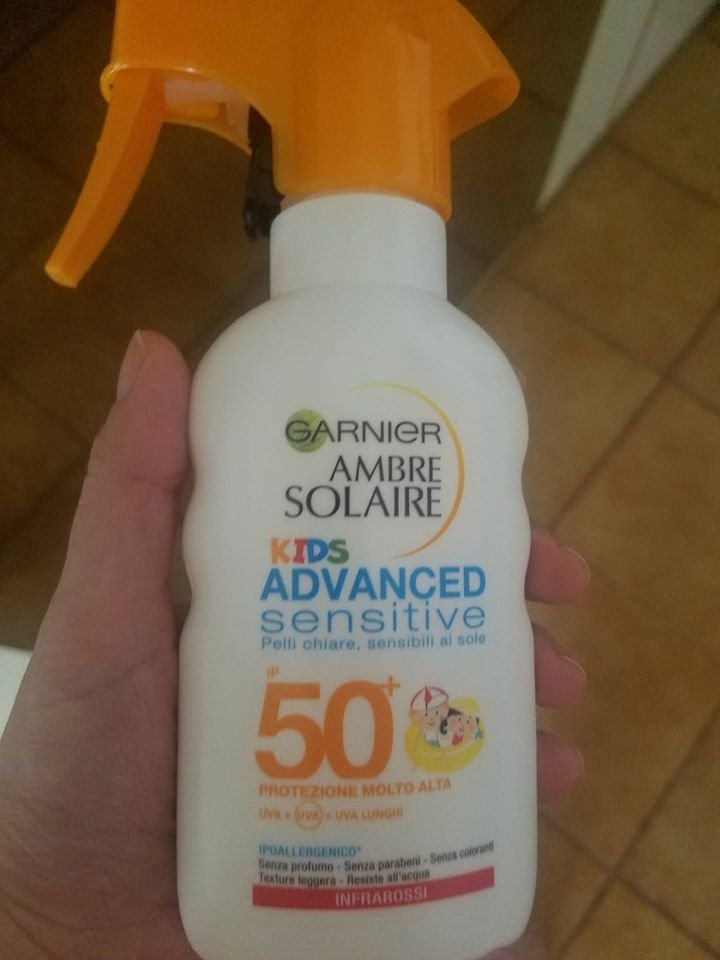 GARNIER
AMBRE
SOLAIRE
KIDS
ADVANCED
sensitive
Pelli chiare, sensibili al sole
IP
50+
PROTEZIONE MOLTO ALTA
UVB + UVA + UVA LUNGHI
IPOALLERGENICO*
Senza profumo - Senza parabeni - Senza coloranti
Texture leggera - Resiste all'acqua
INFRAROSSI